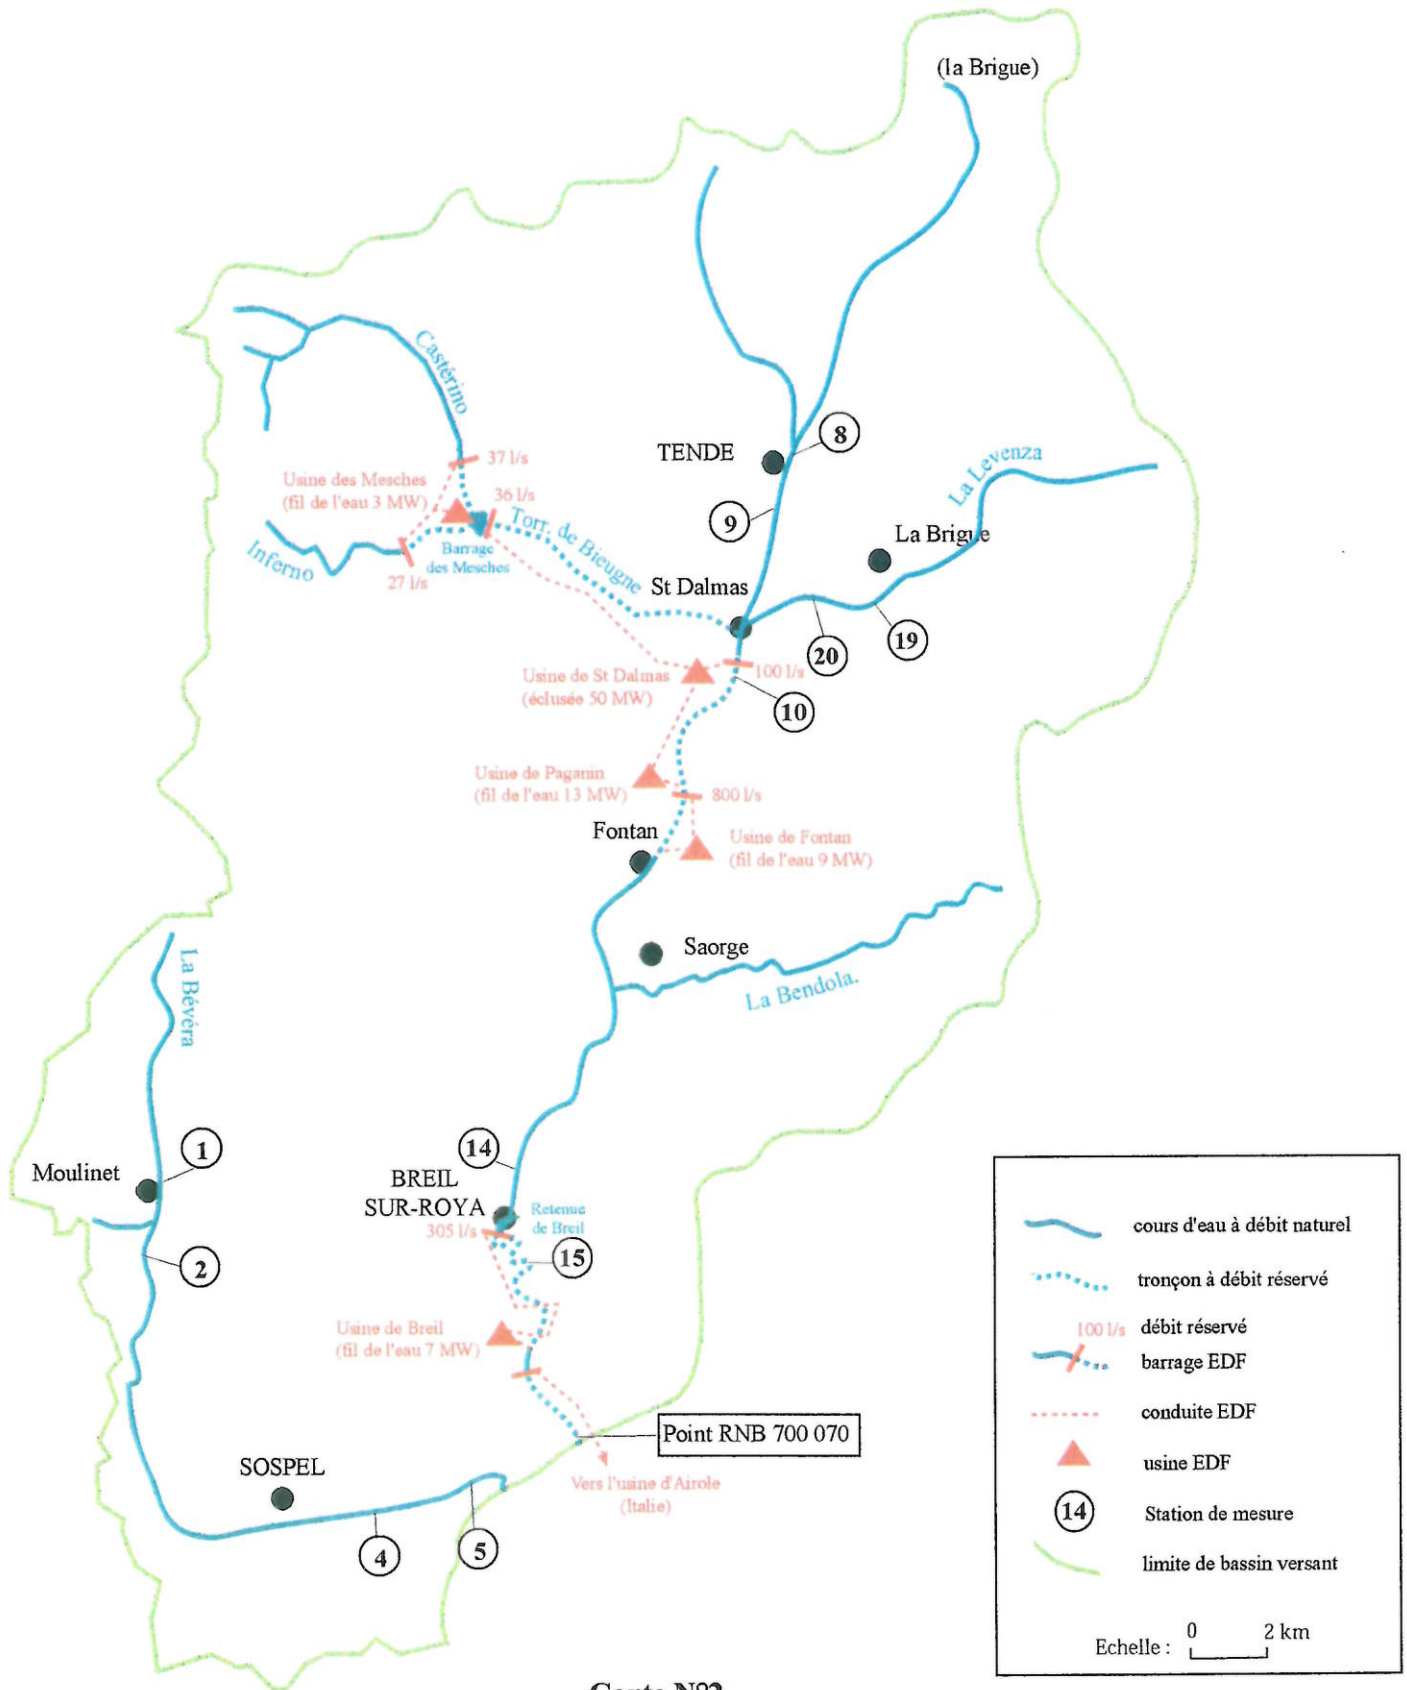 (la Brigue)
Castérino
TENDE
8
La Levenza
37 l/s
Usine des Mesches
(fil de l'eau 3 MW)
36 l/s
9
Torr. de Bieugne
La Brigue
Inferno
Barrage
des Mesches
27 l/s
St Dalmas
20
19
Usine de St Dalmas
(éclusée 50 MW)
100 l/s
10
Usine de Paganin
(fil de l'eau 13 MW)
800 l/s
Fontan
Usine de Fontan
(fil de l'eau 9 MW)
Saorge
La Bendola.
La Bévéra
1
Moulinet
2
14
BREIL
SUR-ROYA
Retenue
de Breil
305 l/s
15
Usine de Breil
(fil de l'eau 7 MW)
Point RNB 700 070
Vers l'usine d'Airole
(Italie)
SOSPEL
4
5
cours d'eau à débit naturel
tronçon à débit réservé
100 l/s débit réservé
barrage EDF
conduite EDF
usine EDF
14 Station de mesure
limite de bassin versant
Echelle : 0 2 km